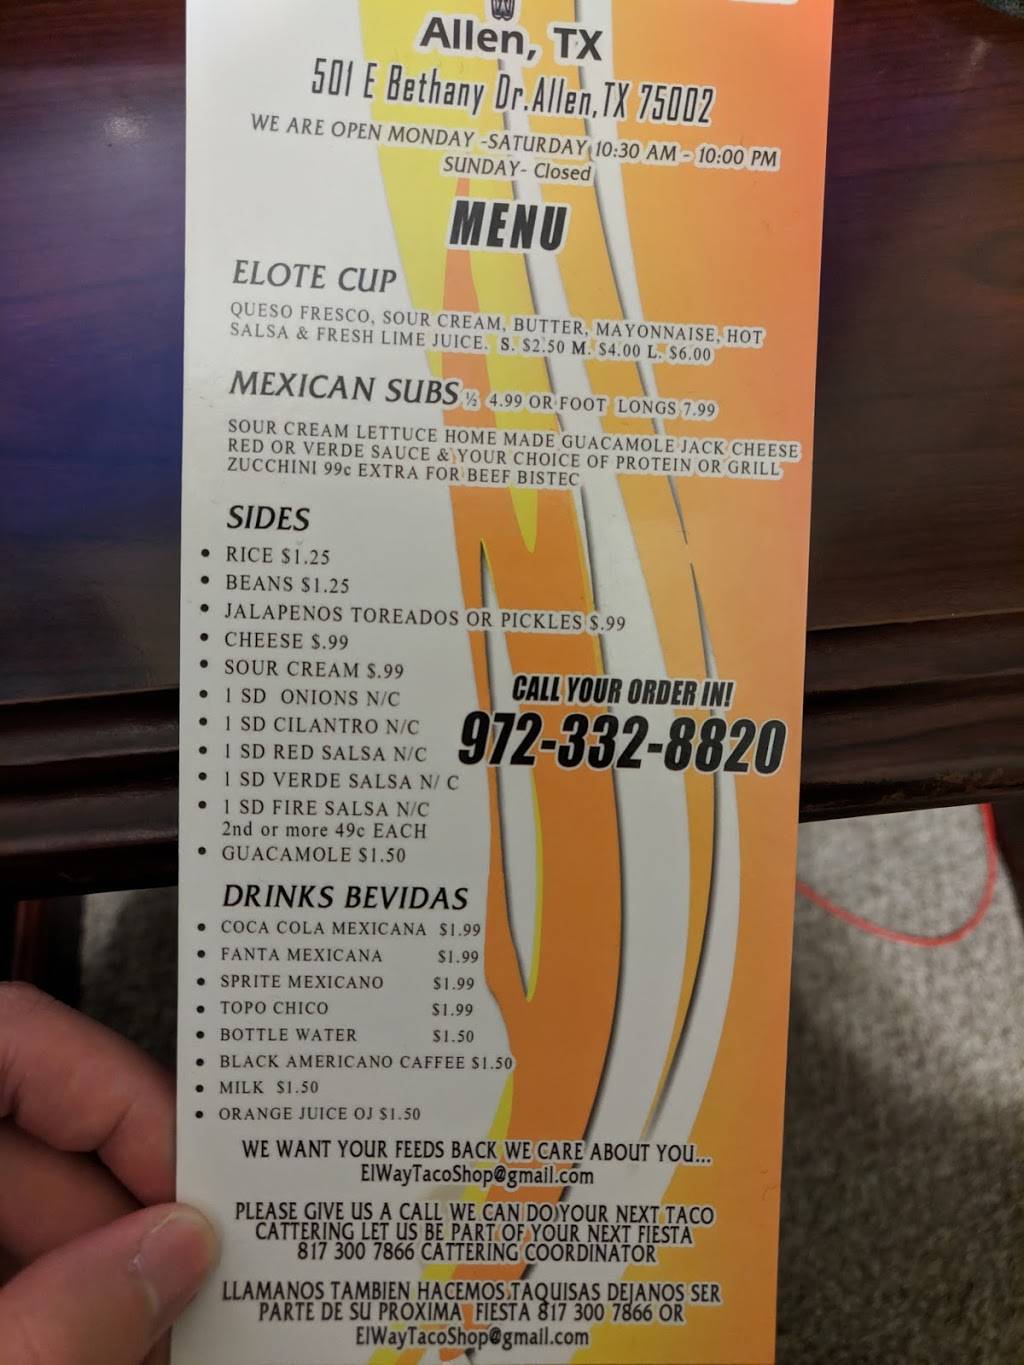 Allen, TX
501 E Bethany Dr.Allen,TX 75002
WE ARE OPEN MONDAY -SATURDAY 10:30 AM - 10:00 PM
SUNDAY- Closed
MENU
ELOTE CUP
QUESO FRESCO, SOUR CREAM, BUTTER, MAYONNAISE, HOT
SALSA & FRESH LIME JUICE. S. $2.50 M. $4.00 L. $6.00
MEXICAN SUBS ½ 4.99 OR FOOT LONGS 7.99
SOUR CREAM LETTUCE HOME MADE GUACAMOLE JACK CHEESE
RED OR VERDE SAUCE & YOUR CHOICE OF PROTEIN OR GRILL
ZUCCHINI 99c EXTRA FOR BEEF BISTEC
SIDES
• RICE $1.25
• BEANS $1.25
• JALAPENOS TOREADOS OR PICKLES $.99
• CHEESE $.99
• SOUR CREAM $.99
• 1 SD ONIONS N/C
• 1 SD CILANTRO N/C
• 1 SD RED SALSA N/C
• 1 SD VERDE SALSA N/ C
• 1 SD FIRE SALSA N/C
2nd or more 49c EACH
• GUACAMOLE $1.50
CALL YOUR ORDER IN!
972-332-8820
DRINKS BEVIDAS
• COCA COLA MEXICANA $1.99
• FANTA MEXICANA $1.99
• SPRITE MEXICANO $1.99
• TOPO CHICO $1.99
• BOTTLE WATER $1.50
• BLACK AMERICANO CAFFEE $1.50
• MILK $1.50
• ORANGE JUICE OJ $1.50
WE WANT YOUR FEEDS BACK WE CARE ABOUT YOU...
ElWayTacoShop@gmail.com
PLEASE GIVE US A CALL WE CAN DO YOUR NEXT TACO
CATTERING LET US BE PART OF YOUR NEXT FIESTA
817 300 7866 CATTERING COORDINATOR
LLAMANOS TAMBIEN HACEMOS TAQUISAS DEJANOS SER
PARTE DE SU PROXIMA FIESTA 817 300 7866 OR
ElWayTacoShop@gmail.com